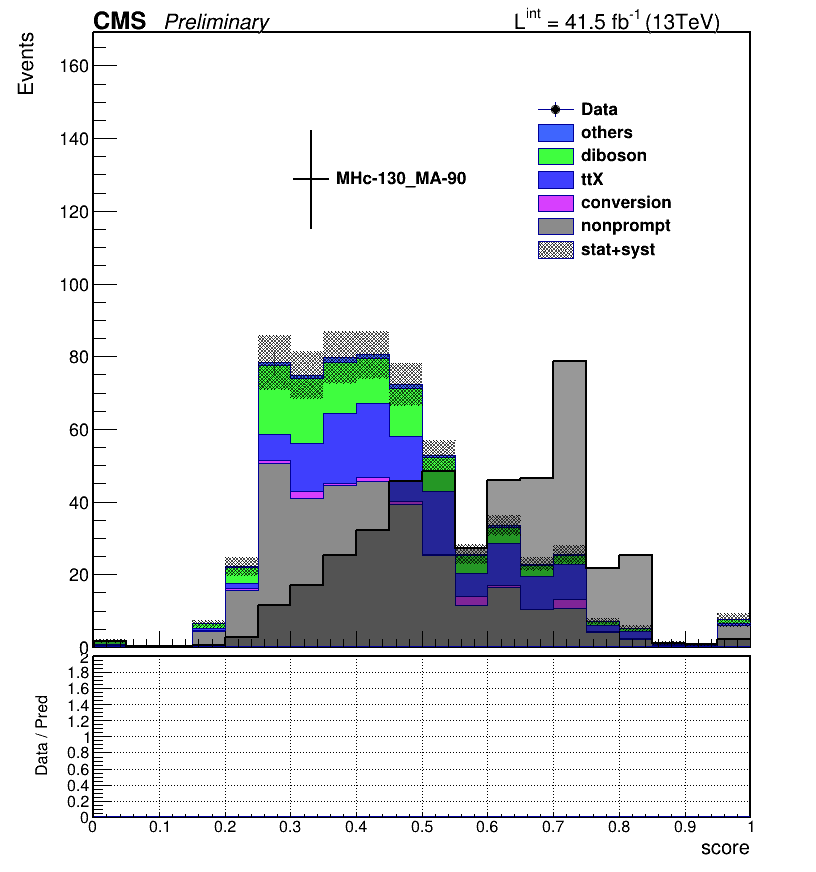 CMS Preliminary L^int = 41.5 fb^-1 (13TeV)
Events
160
140
120
100
80
60
40
20
0
Data
others
diboson
ttX
conversion
nonprompt
stat+syst
MHc-130_MA-90
Data / Pred
2
1.8
1.6
1.4
1.2
1
0.8
0.6
0.4
0.2
0
0 0.1 0.2 0.3 0.4 0.5 0.6 0.7 0.8 0.9 1
score